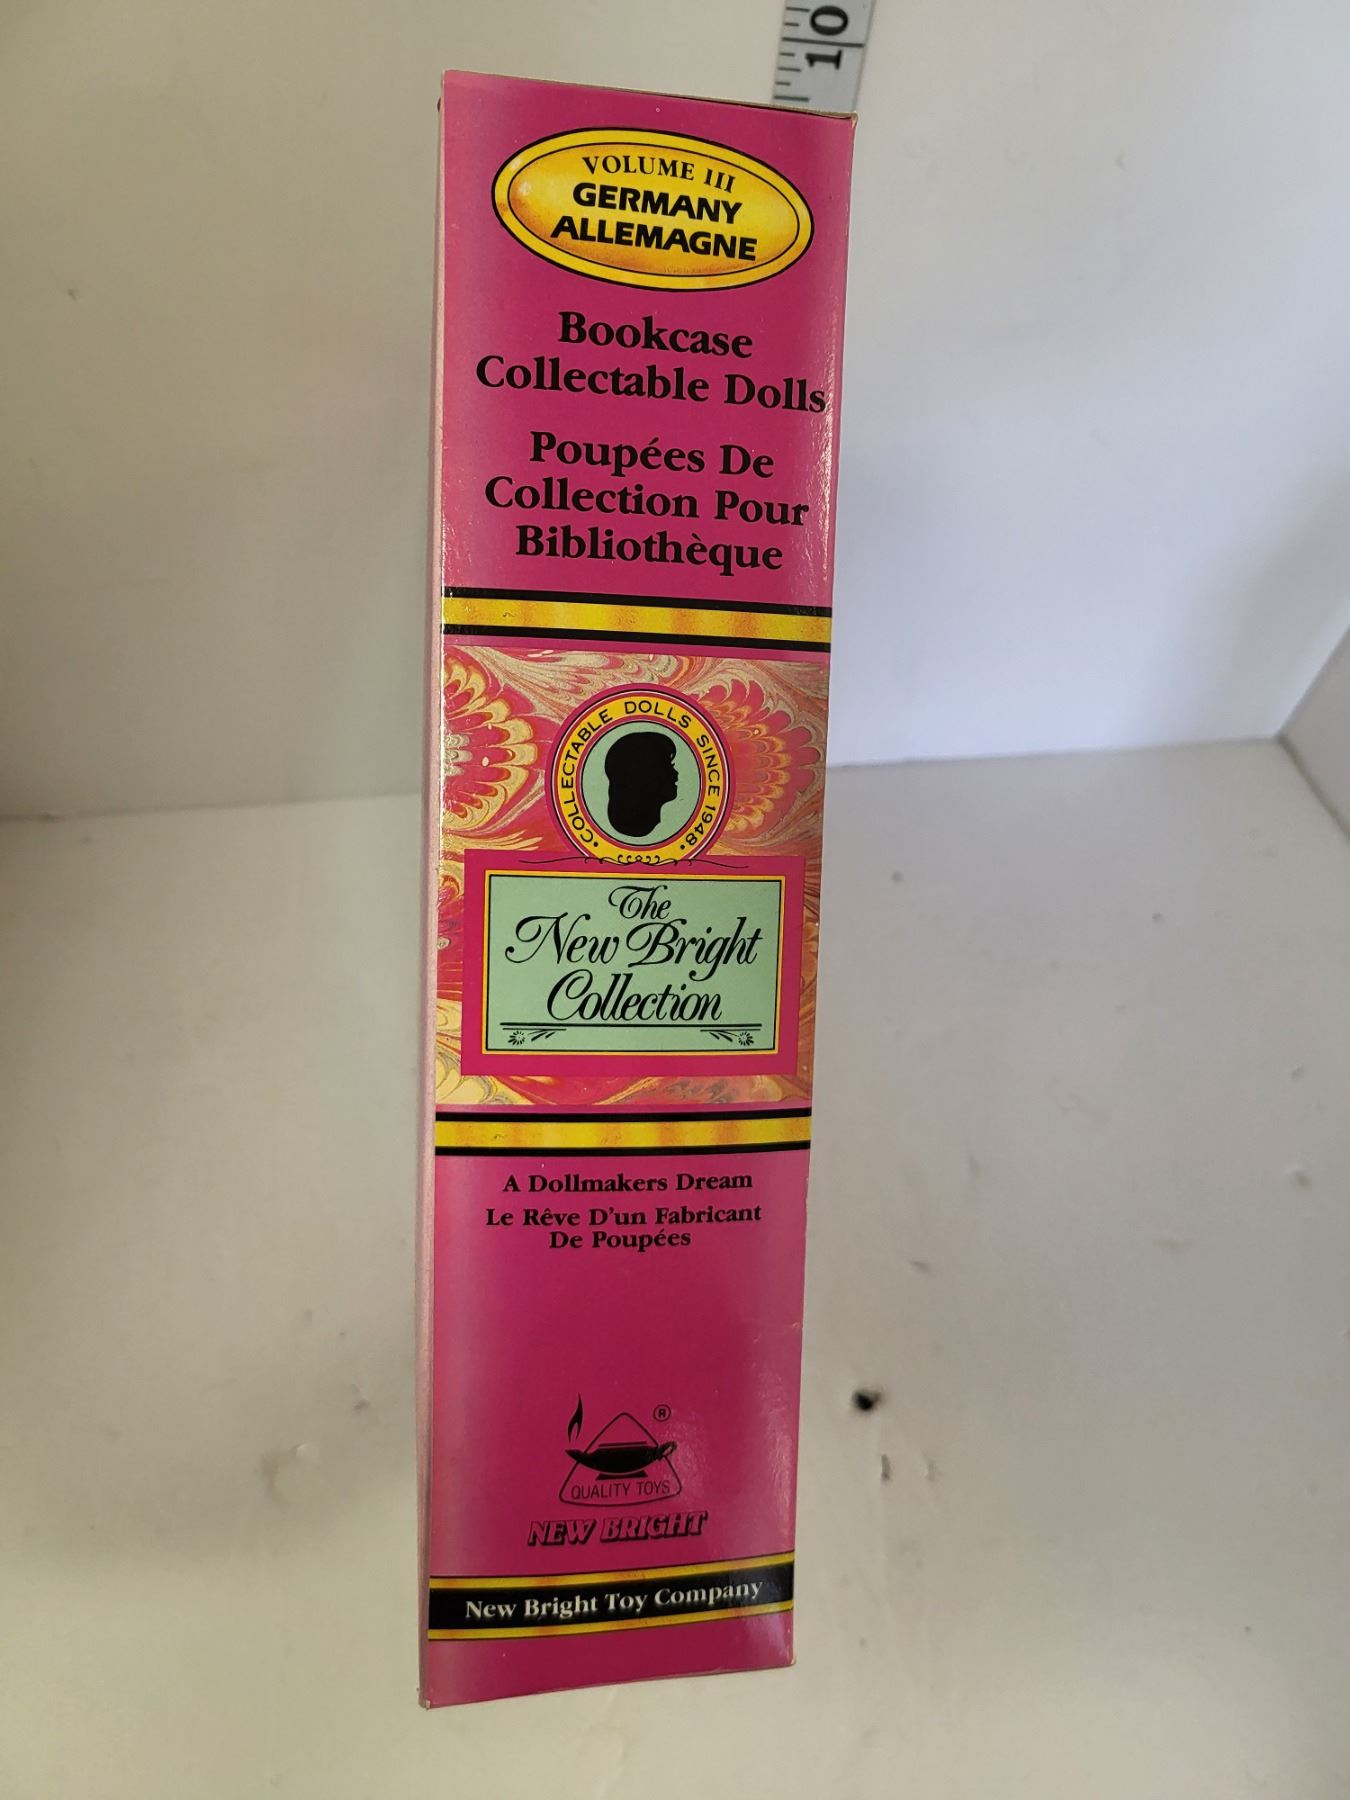 10
VOLUME III
GERMANY
ALLEMAGNE
Bookcase
Collectable Dolls
Poupées De
Collection Pour
Bibliothèque
• COLLECTABLE DOLLS SINCE 1948 •
The
New Bright
Collection
A Dollmakers Dream
Le Rêve D'un Fabricant
De Poupées
®
QUALITY TOYS
NEW BRIGHT
New Bright Toy Company